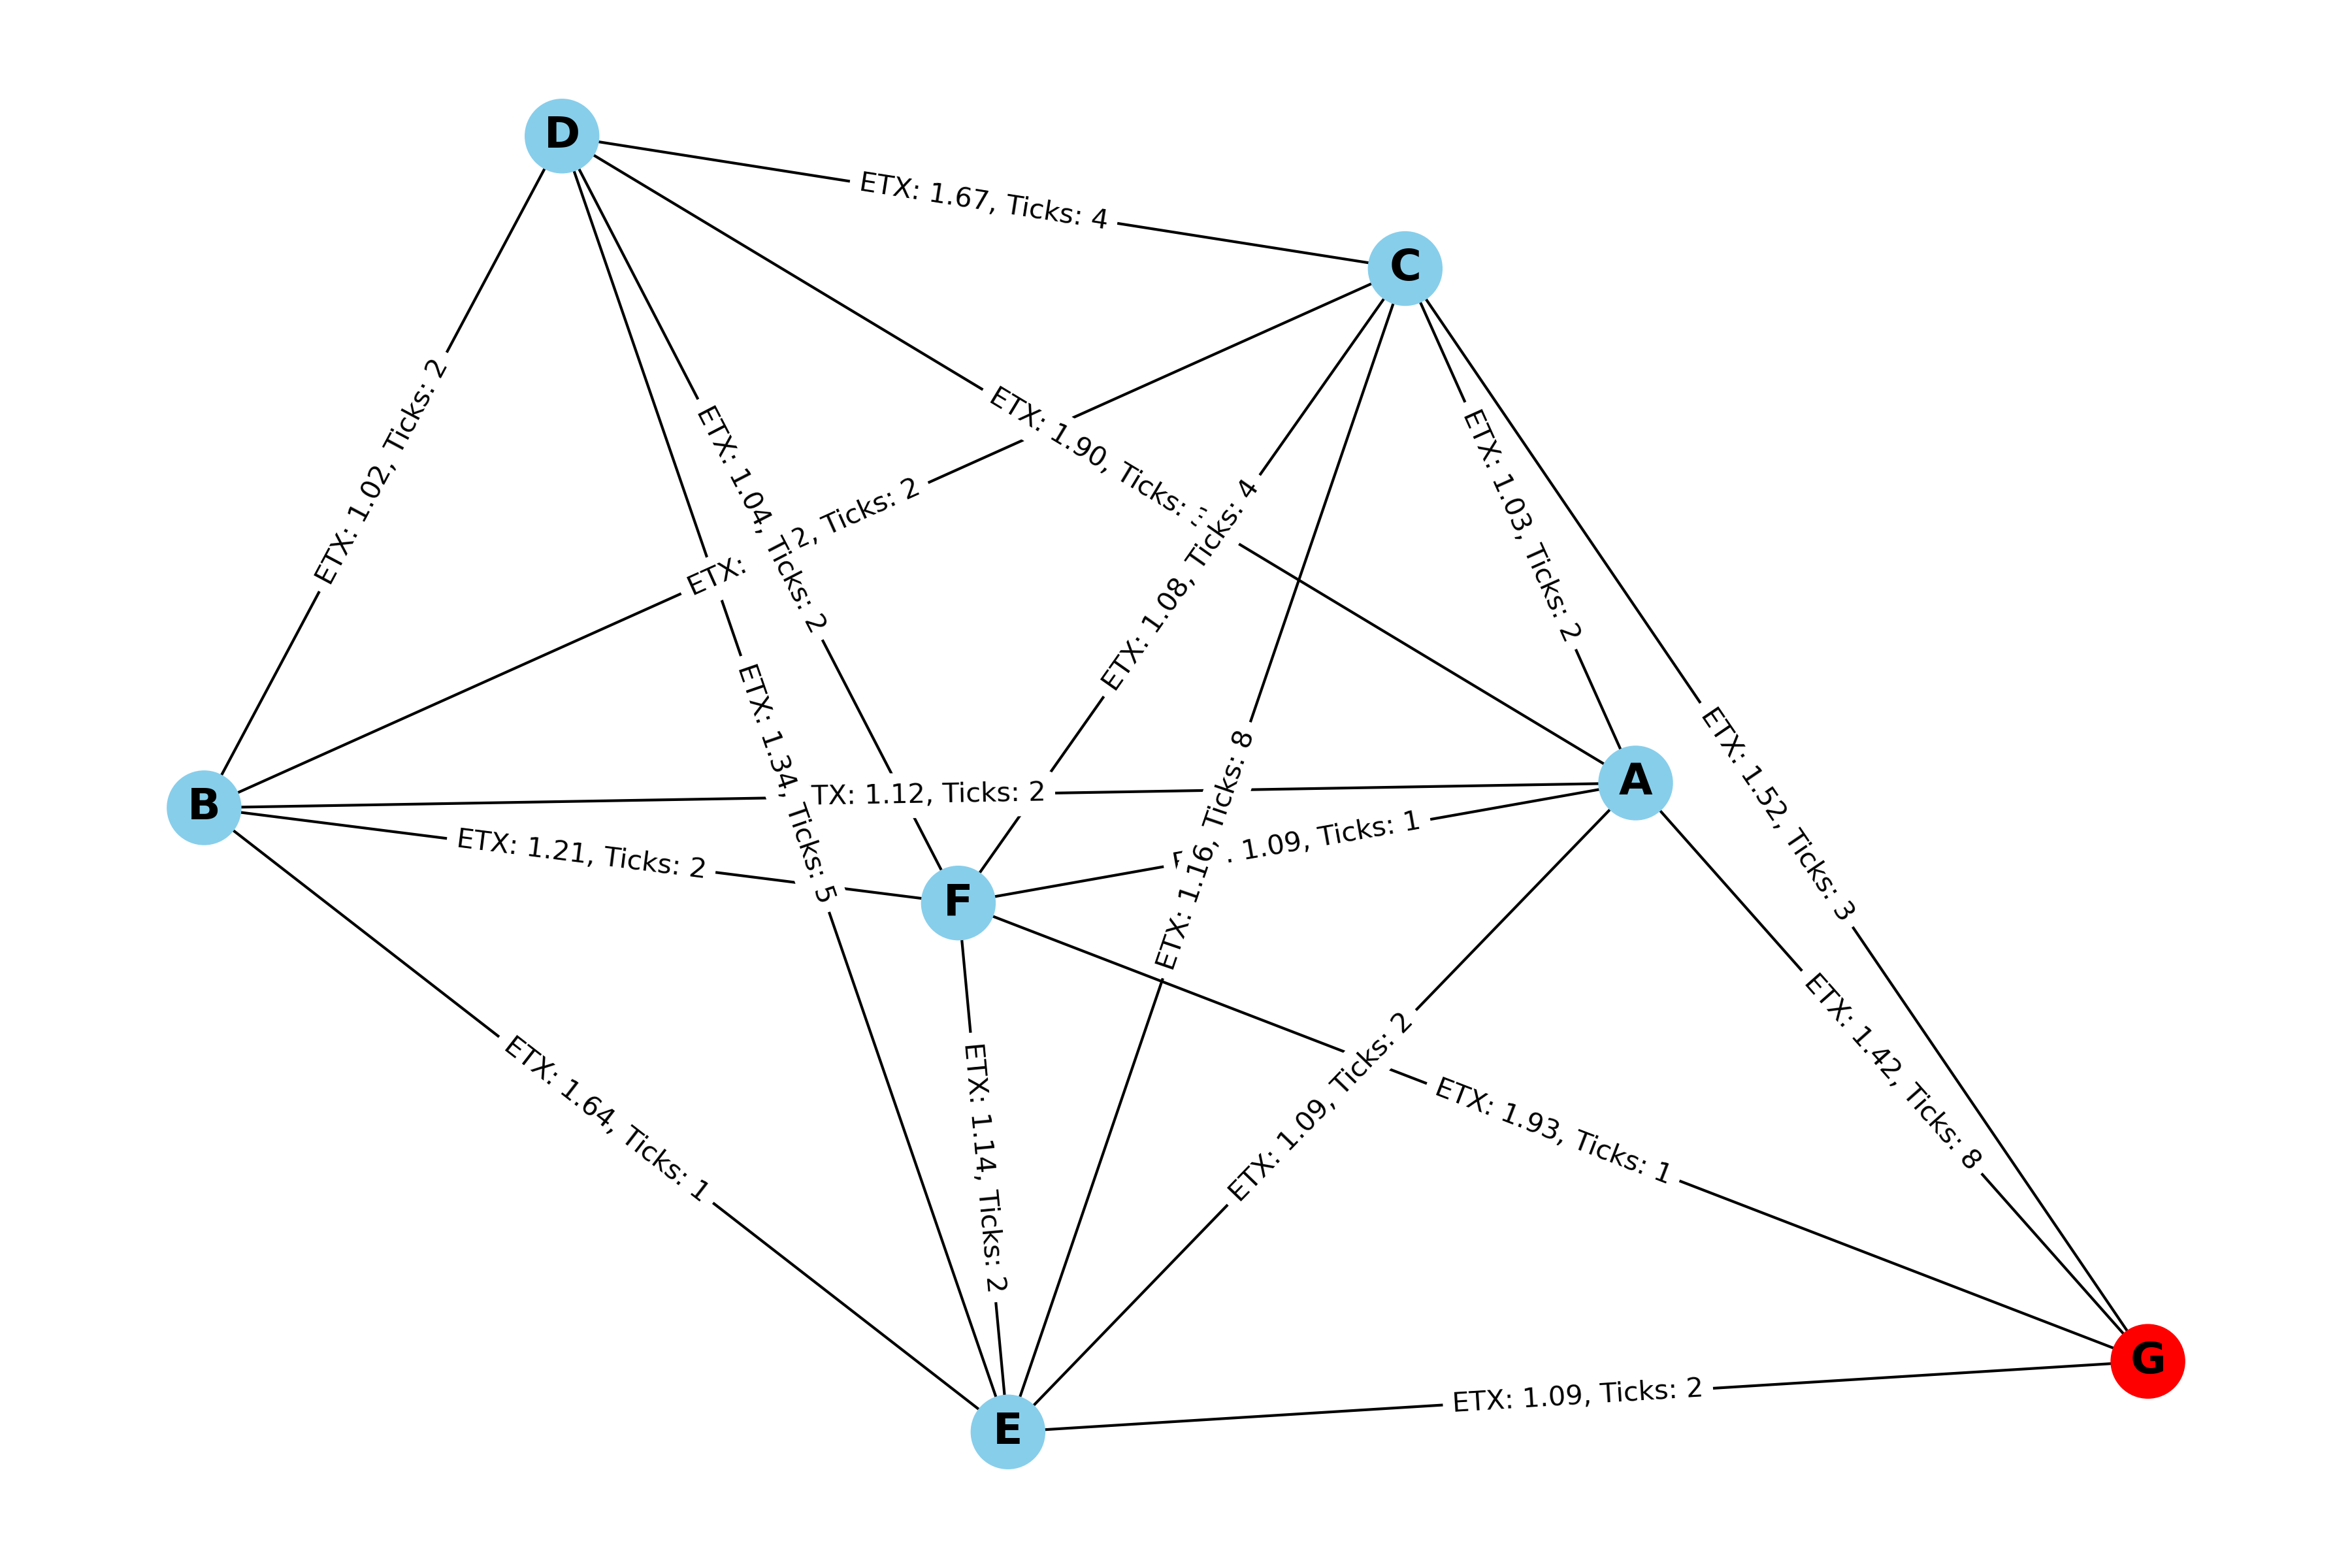 D
ETX: 1.67, Ticks: 4
C
ETX: 1.02, Ticks: 2
ETX: 1.04, Ticks: 2
ETX: 1.90, Ticks:
ETX: 2, Ticks: 2
ETX: 1.08, Ticks: 4
ETX: 1.03, Ticks: 2
ETX: 1.34, Ticks: 5
ETX: 1.52, Ticks: 3
A
B
TX: 1.12, Ticks: 2
ETX: 1.21, Ticks: 2
1.09, Ticks: 1
ETX: 1.16, Ticks: 8
F
ETX: 1.42, Ticks: 8
ETX: 1.64, Ticks: 1
ETX: 1.14, Ticks: 2
ETX: 1.09, Ticks: 2
ETX: 1.93, Ticks: 1
G
ETX: 1.09, Ticks: 2
E